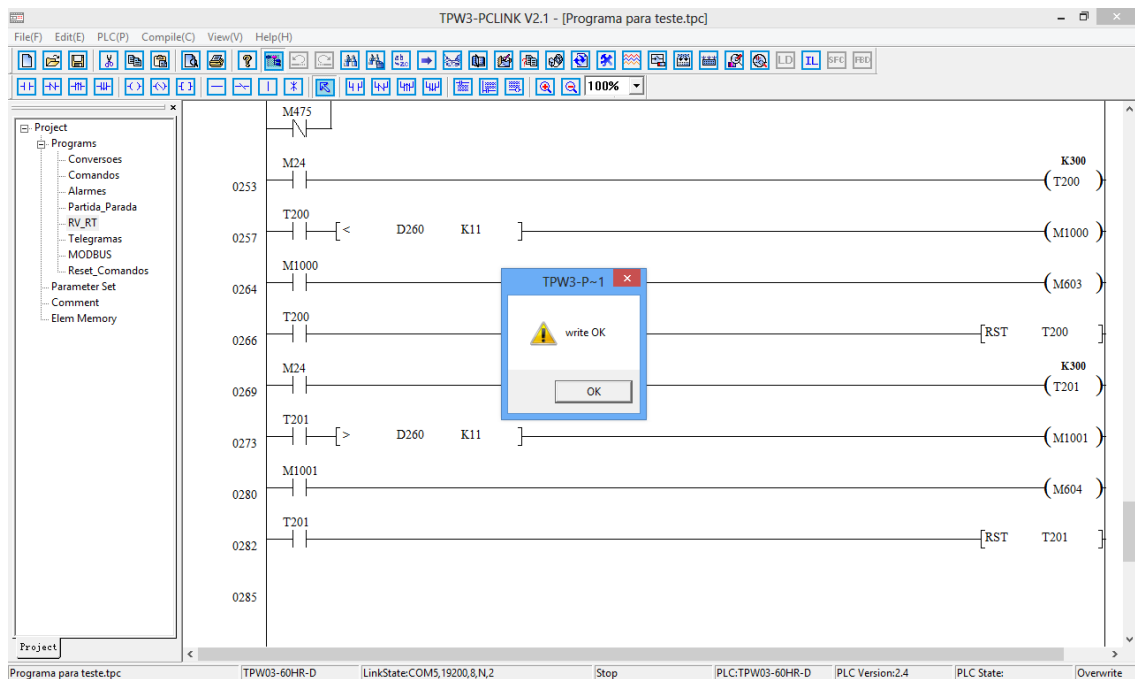 TPW3-PCLINK V2.1 - [Programa para teste.tpc]
File(F) Edit(E) PLC(P) Compile(C) View(V) Help(H)
LD IL SFC FBD
100%
Project
Programs
Conversoes
Comandos
Alarmes
Partida_Parada
RV_RT
Telegramas
MODBUS
Reset_Comandos
Parameter Set
Comment
Elem Memory
Project
M475
M24 K300
0253 T200
T200
0257 < D260 K11 M1000
M1000
0264 M603
T200
0266 RST T200
M24 K300
0269 T201
T201
0273 > D260 K11 M1001
M1001
0280 M604
T201
0282 RST T201
0285
TPW3-P~1
write OK
OK
Programa para teste.tpc TPW03-60HR-D LinkState:COM5,19200,8,N,2 Stop PLC:TPW03-60HR-D PLC Version:2.4 PLC State: Overwrite